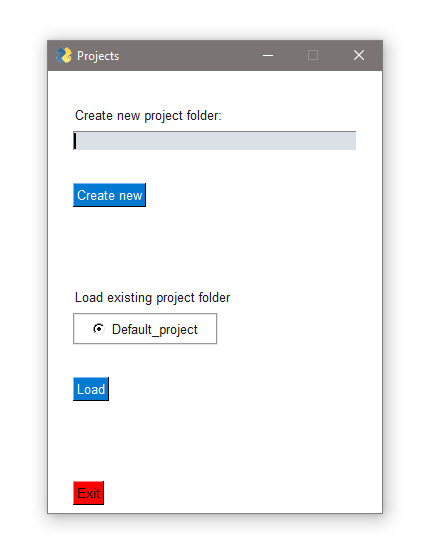 Projects
Create new project folder:
Create new
Load existing project folder
Default_project
Load
Exit